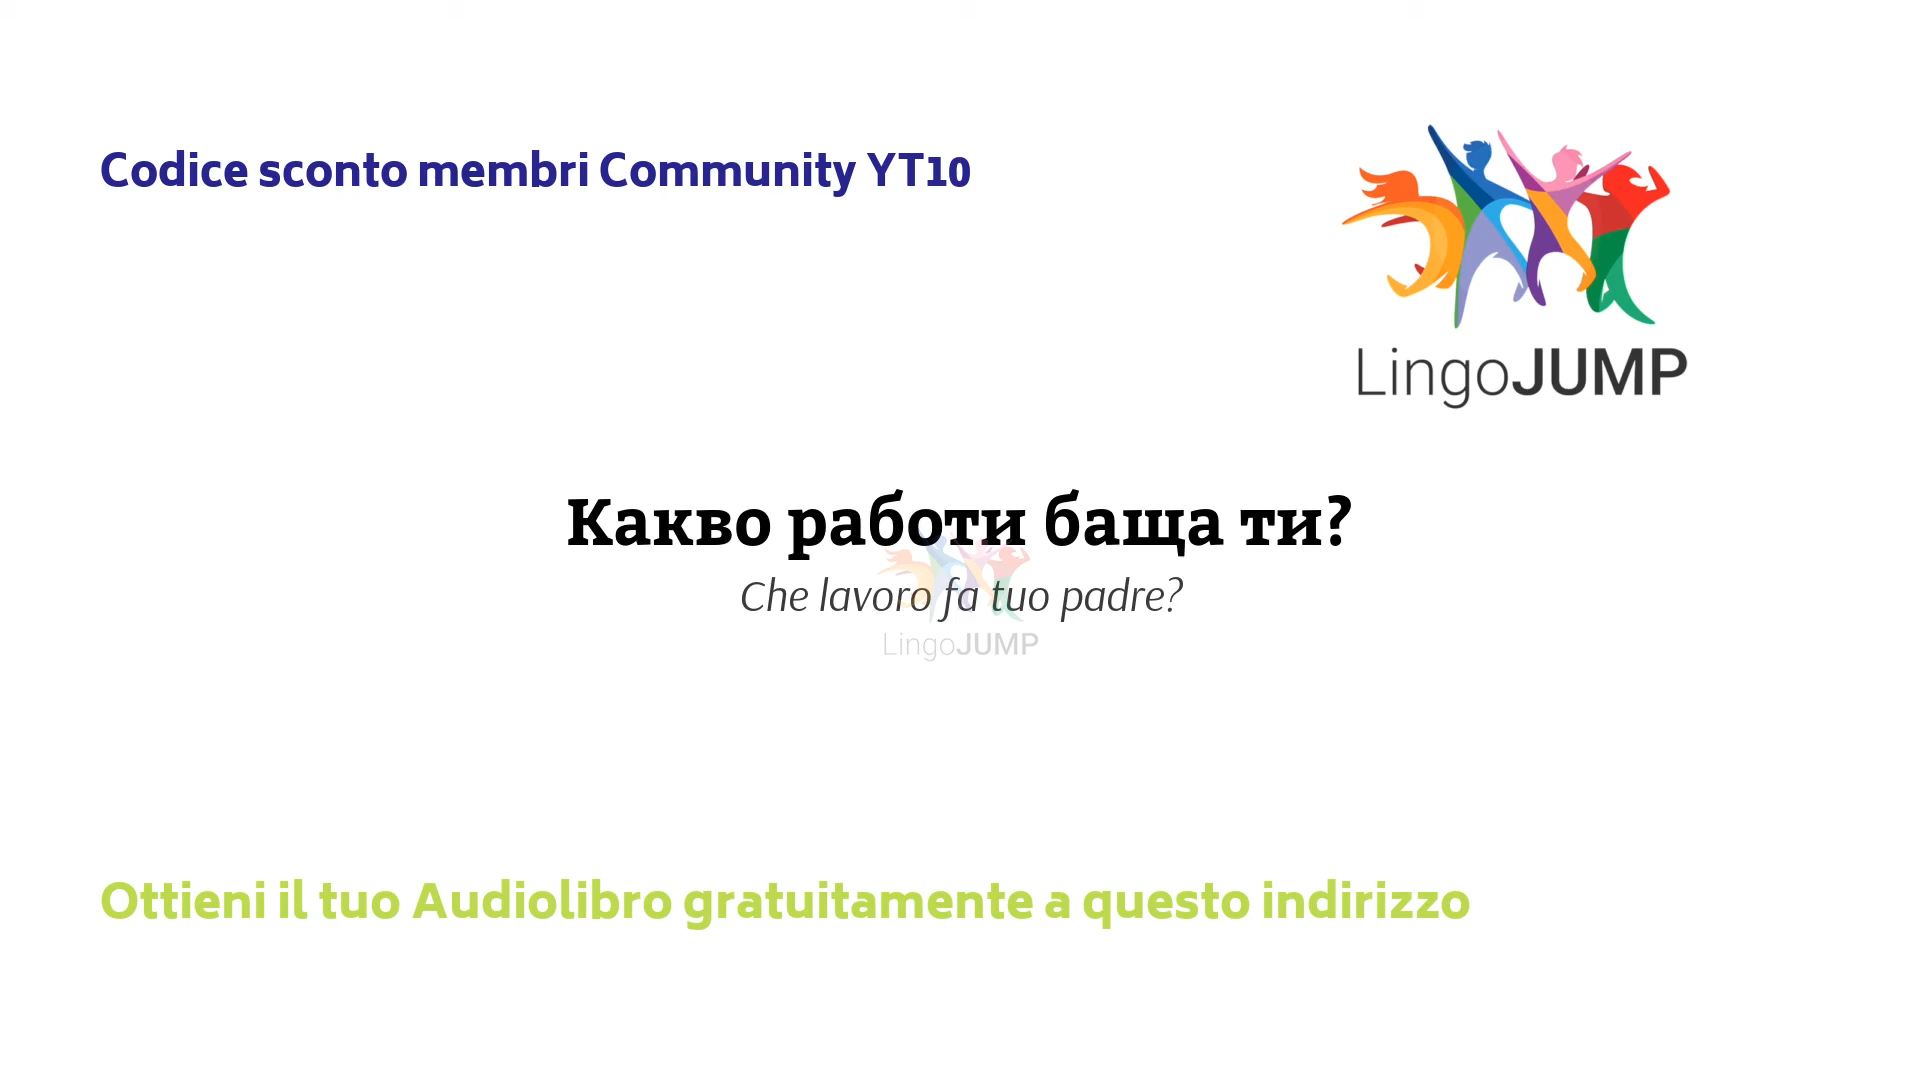 Codice sconto membri Community YT10
LingoJUMP
Какво работи баща ти?
Che lavoro fa tuo padre?
LingoJUMP
Ottieni il tuo Audiolibro gratuitamente a questo indirizzo